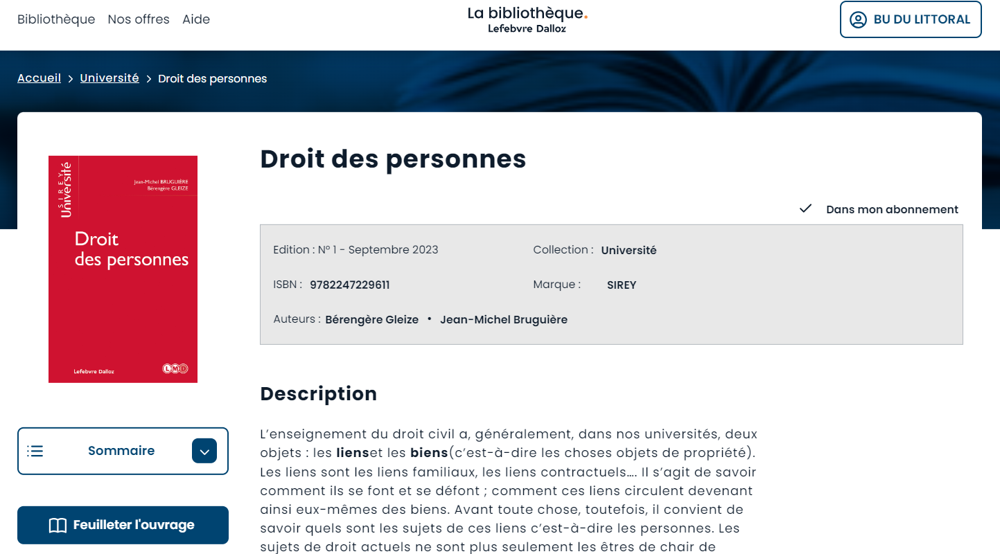 Bibliothèque Nos offres Aide
La bibliothèque.
Lefebvre Dalloz
BU DU LITTORAL
Accueil > Université > Droit des personnes
SIREY
Université
Jean-Michel BRUGUIÈRE
Bérengère GLEIZE
Droit
des personnes
Lefebvre Dalloz
LMD
Sommaire
Feuilleter l'ouvrage
Droit des personnes
Dans mon abonnement
Edition : N° 1 - Septembre 2023
Collection : Université
ISBN : 9782247229611
Marque : SIREY
Auteurs : Bérengère Gleize • Jean-Michel Bruguière
Description
L’enseignement du droit civil a, généralement, dans nos universités, deux
objets : les lienset les biens(c’est-à-dire les choses objets de propriété).
Les liens sont les liens familiaux, les liens contractuels…. Il s’agit de savoir
comment ils se font et se défont ; comment ces liens circulent devenant
ainsi eux-mêmes des biens. Avant toute chose, toutefois, il convient de
savoir quels sont les sujets de ces liens c’est-à-dire les personnes. Les
sujets de droit actuels ne sont plus seulement les êtres de chair de